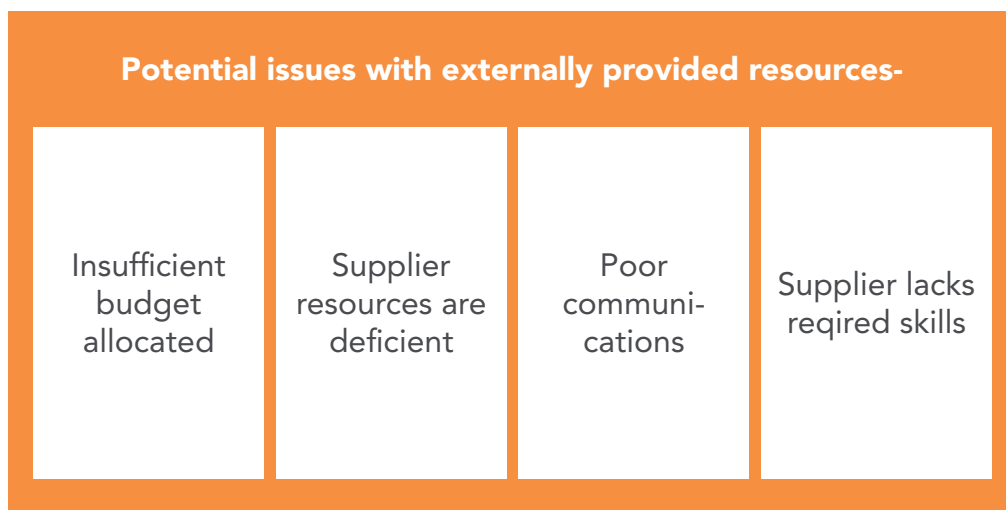 Potential issues with externally provided resources-
Insufficient
budget
allocated
Supplier
resources are
deficient
Poor
communi-
cations
Supplier lacks
reqired skills